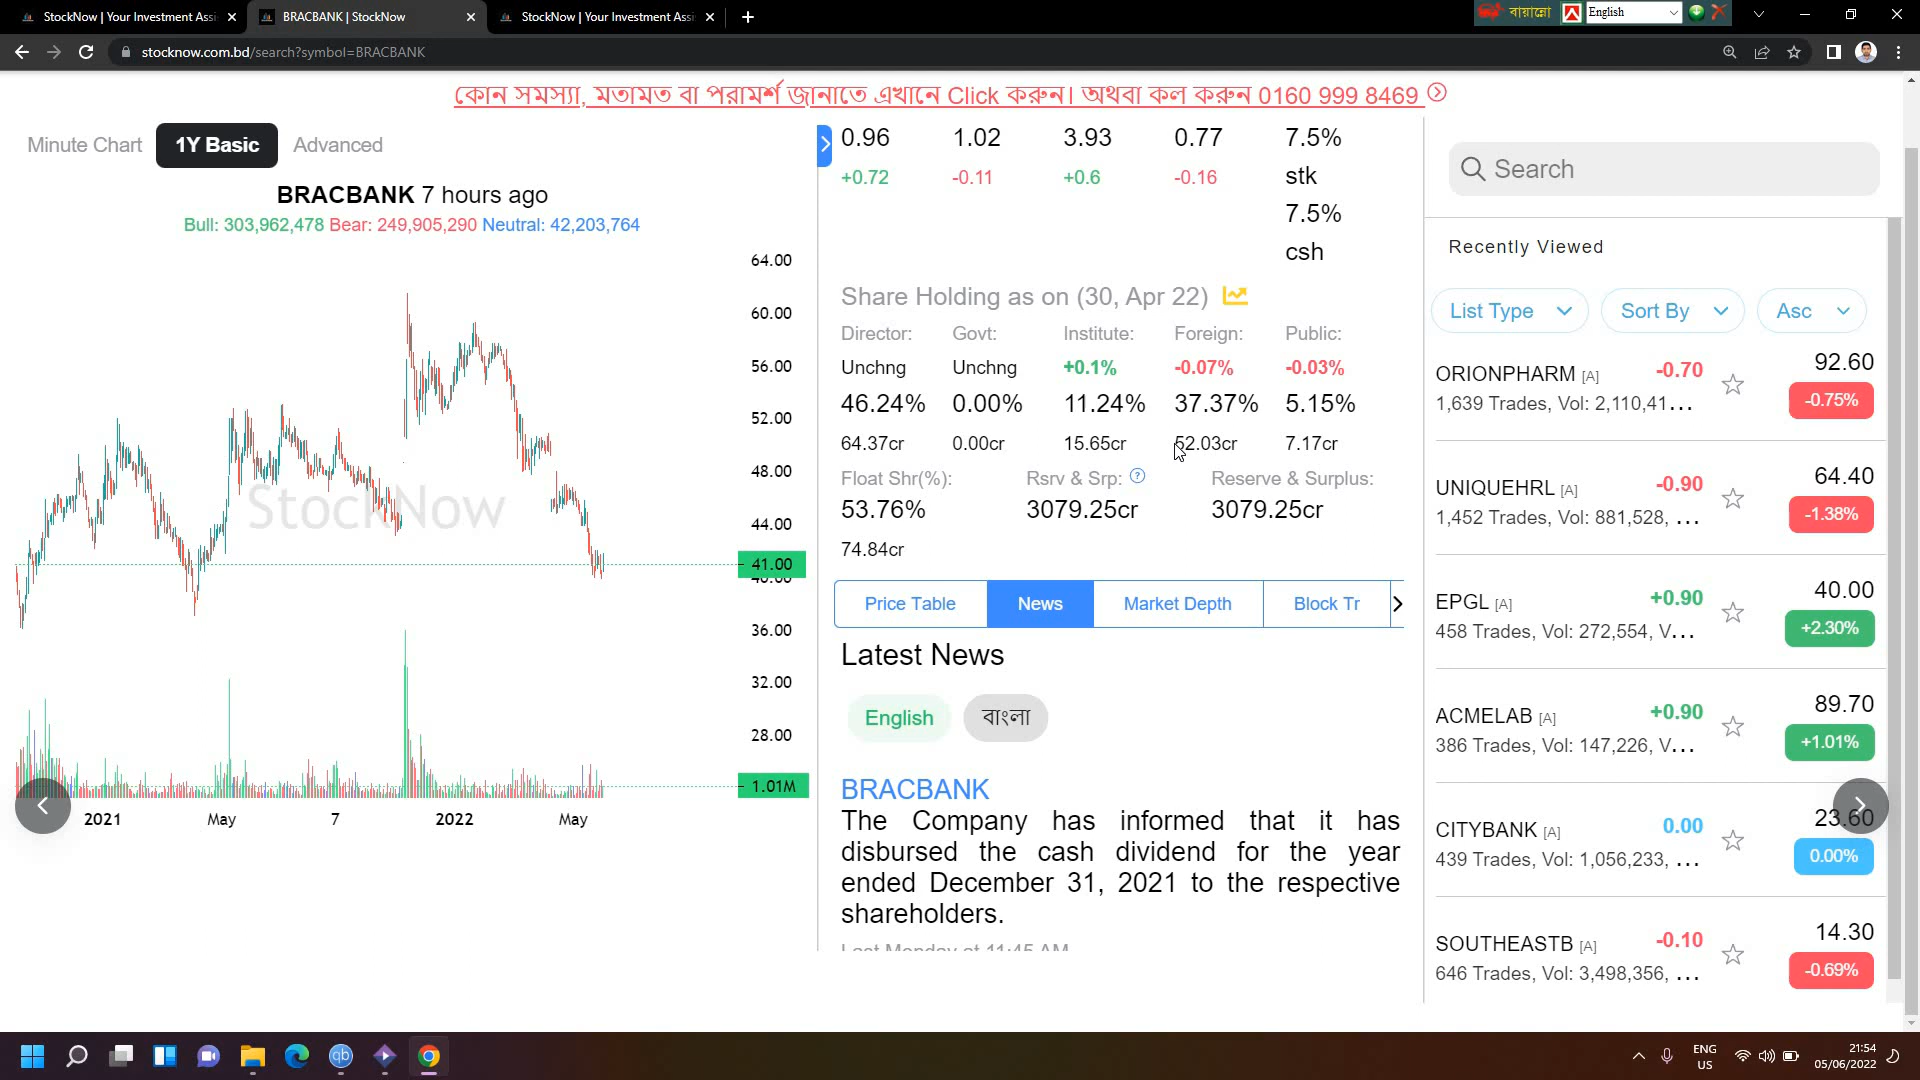 StockNow | Your Investment Assi
BRACBANK | StockNow
StockNow | Your Investment Assi
বায়ান্নো
English
stocknow.com.bd/search?symbol=BRACBANK
কোন সমস্যা, মতামত বা পরামর্শ জানাতে এখানে Click করুন। অথবা কল করুন 0160 999 8469
Minute Chart 1Y Basic Advanced
BRACBANK 7 hours ago
Bull: 303,962,478 Bear: 249,905,290 Neutral: 42,203,764
64.00
60.00
56.00
52.00
48.00
44.00
41.00
40.00
36.00
32.00
28.00
1.01M
StockNow
2021 May 7 2022 May
0.96 1.02 3.93 0.77 7.5%
+0.72 -0.11 +0.6 -0.16 stk
7.5%
csh
Share Holding as on (30, Apr 22)
Director: Govt: Institute: Foreign: Public:
Unchng Unchng +0.1% -0.07% -0.03%
46.24% 0.00% 11.24% 37.37% 5.15%
64.37cr 0.00cr 15.65cr 52.03cr 7.17cr
Float Shr(%): Rsrv & Srp: Reserve & Surplus:
53.76% 3079.25cr 3079.25cr
74.84cr
Price Table News Market Depth Block Tr
Latest News
English বাংলা
BRACBANK
The Company has informed that it has
disbursed the cash dividend for the year
ended December 31, 2021 to the respective
shareholders.
Last Monday at 11:45 AM
Search
Recently Viewed
List Type Sort By Asc
ORIONPHARM [A] -0.70 92.60
1,639 Trades, Vol: 2,110,41... -0.75%
UNIQUEHRL [A] -0.90 64.40
1,452 Trades, Vol: 881,528, ... -1.38%
EPGL [A] +0.90 40.00
458 Trades, Vol: 272,554, V... +2.30%
ACMELAB [A] +0.90 89.70
386 Trades, Vol: 147,226, V... +1.01%
CITYBANK [A] 0.00 23.60
439 Trades, Vol: 1,056,233, ... 0.00%
SOUTHEASTB [A] -0.10 14.30
646 Trades, Vol: 3,498,356, ... -0.69%
qb
ENG
US
21:54
05/06/2022